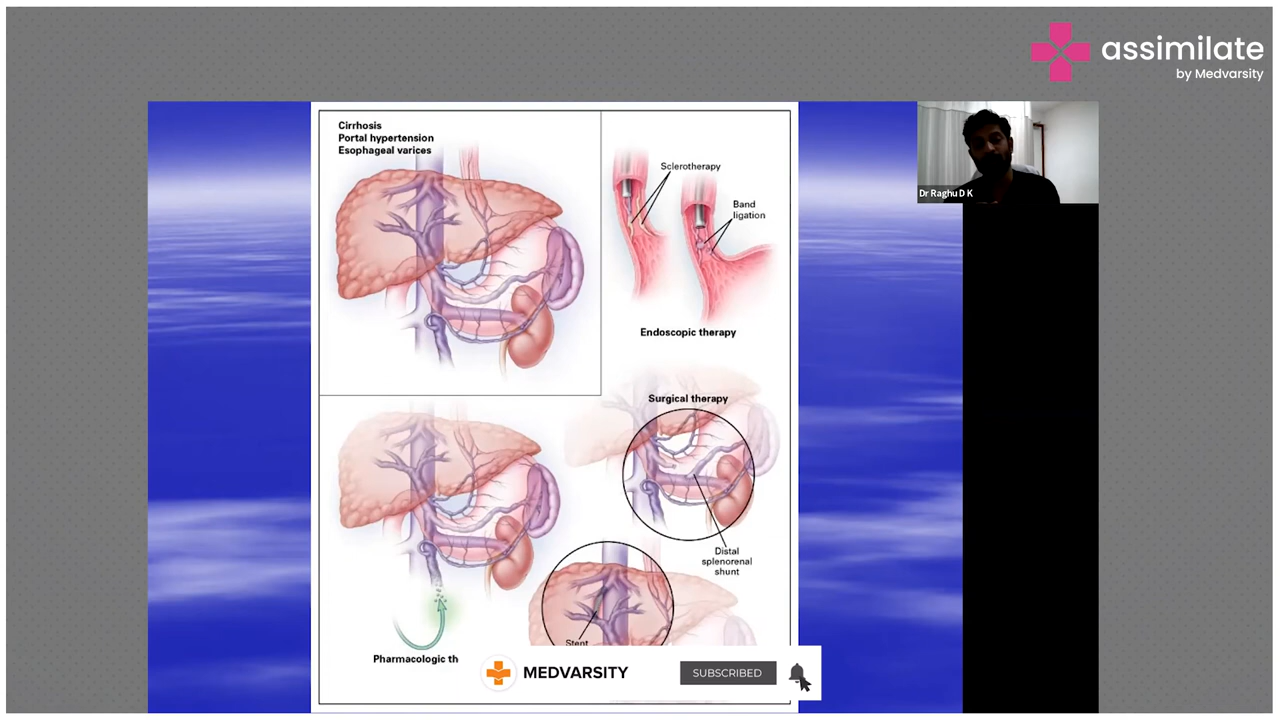 assimilate
by Medvarsity
Cirrhosis
Portal hypertension
Esophageal varices
Sclerotherapy
Band
ligation
Endoscopic therapy
Dr Raghu D K
Surgical therapy
Distal
splenorenal
shunt
Stent
Pharmacologic th
MEDVARSITY
SUBSCRIBED